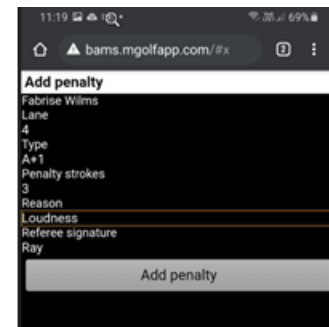 11:19
69%
bams.mgolfapp.com/#x
2
Add penalty
Fabrise Wilms
Lane
4
Type
A+1
Penalty strokes
3
Reason
Loudness
Referee signature
Ray
Add penalty